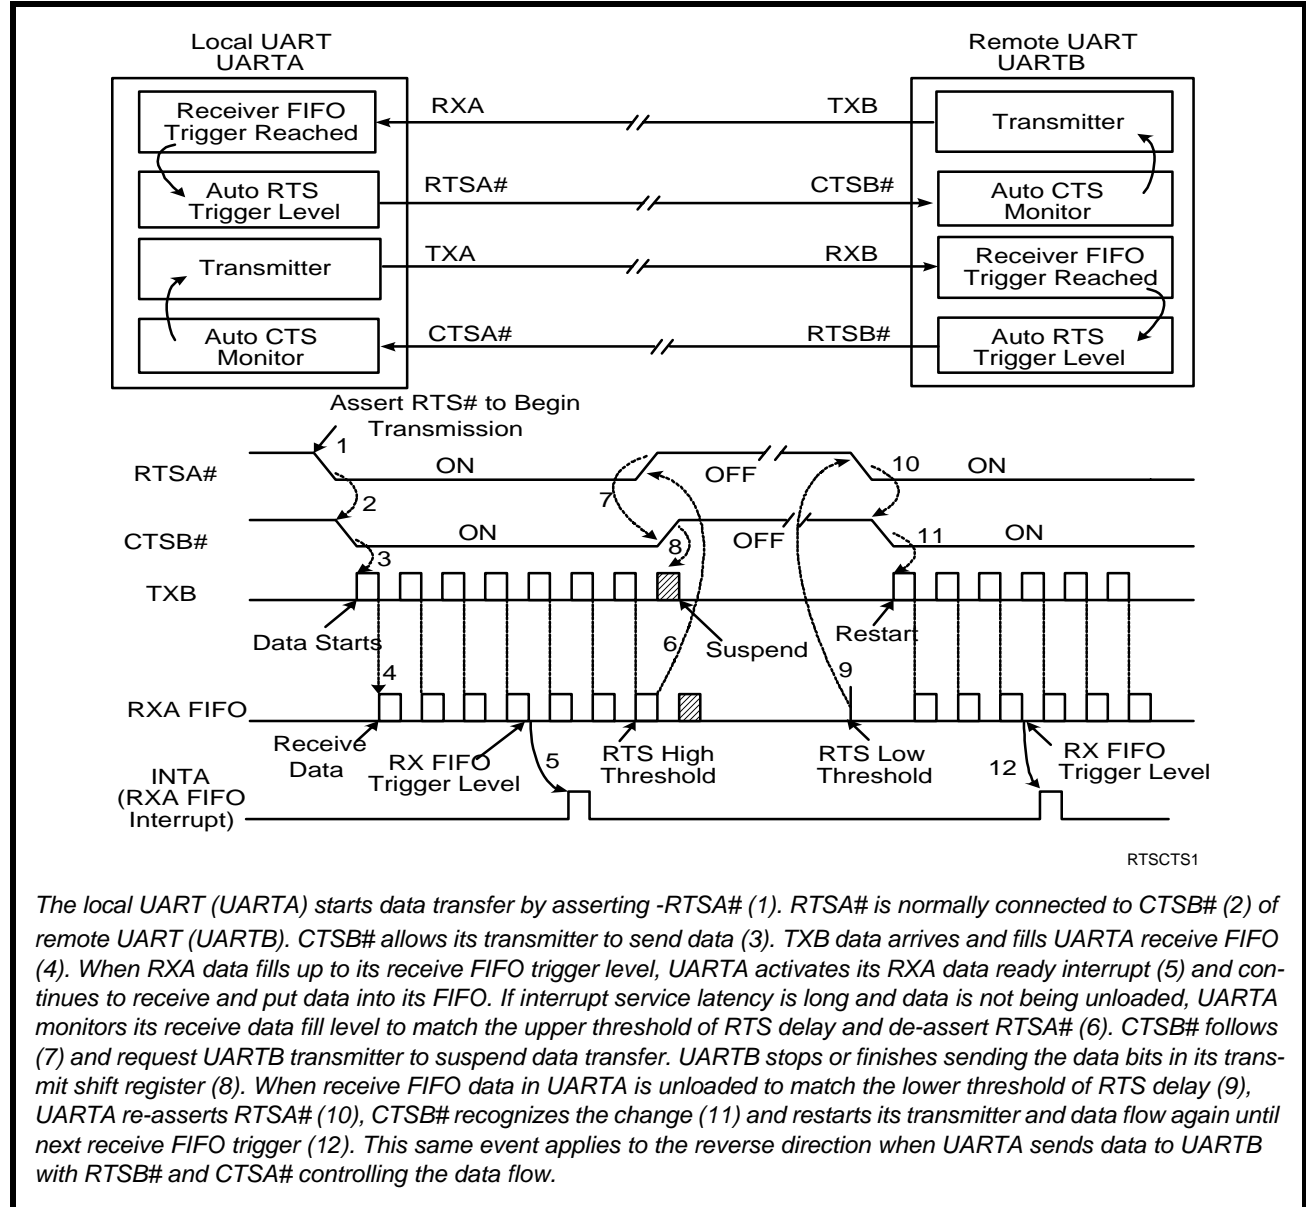 Local UART
UARTA
Remote UART
UARTB
Receiver FIFO
Trigger Reached
RXA
TXB
Transmitter
Auto RTS
Trigger Level
RTSA#
CTSB#
Auto CTS
Monitor
Transmitter
TXA
RXB
Receiver FIFO
Trigger Reached
Auto CTS
Monitor
CTSA#
RTSB#
Auto RTS
Trigger Level
Assert RTS# to Begin
Transmission
1
RTSA#
ON
OFF
10
ON
2
7
CTSB#
ON
8
OFF
11
ON
3
TXB
Data Starts
6
Suspend
Restart
4
9
RXA FIFO
Receive
Data
RX FIFO
Trigger Level
5
RTS High
Threshold
RTS Low
Threshold
12
RX FIFO
Trigger Level
INTA
(RXA FIFO
Interrupt)
RTSCTS1
The local UART (UARTA) starts data transfer by asserting -RTSA# (1). RTSA# is normally connected to CTSB# (2) of
remote UART (UARTB). CTSB# allows its transmitter to send data (3). TXB data arrives and fills UARTA receive FIFO
(4). When RXA data fills up to its receive FIFO trigger level, UARTA activates its RXA data ready interrupt (5) and con-
tinues to receive and put data into its FIFO. If interrupt service latency is long and data is not being unloaded, UARTA
monitors its receive data fill level to match the upper threshold of RTS delay and de-assert RTSA# (6). CTSB# follows
(7) and request UARTB transmitter to suspend data transfer. UARTB stops or finishes sending the data bits in its trans-
mit shift register (8). When receive FIFO data in UARTA is unloaded to match the lower threshold of RTS delay (9),
UARTA re-asserts RTSA# (10), CTSB# recognizes the change (11) and restarts its transmitter and data flow again until
next receive FIFO trigger (12). This same event applies to the reverse direction when UARTA sends data to UARTB
with RTSB# and CTSA# controlling the data flow.